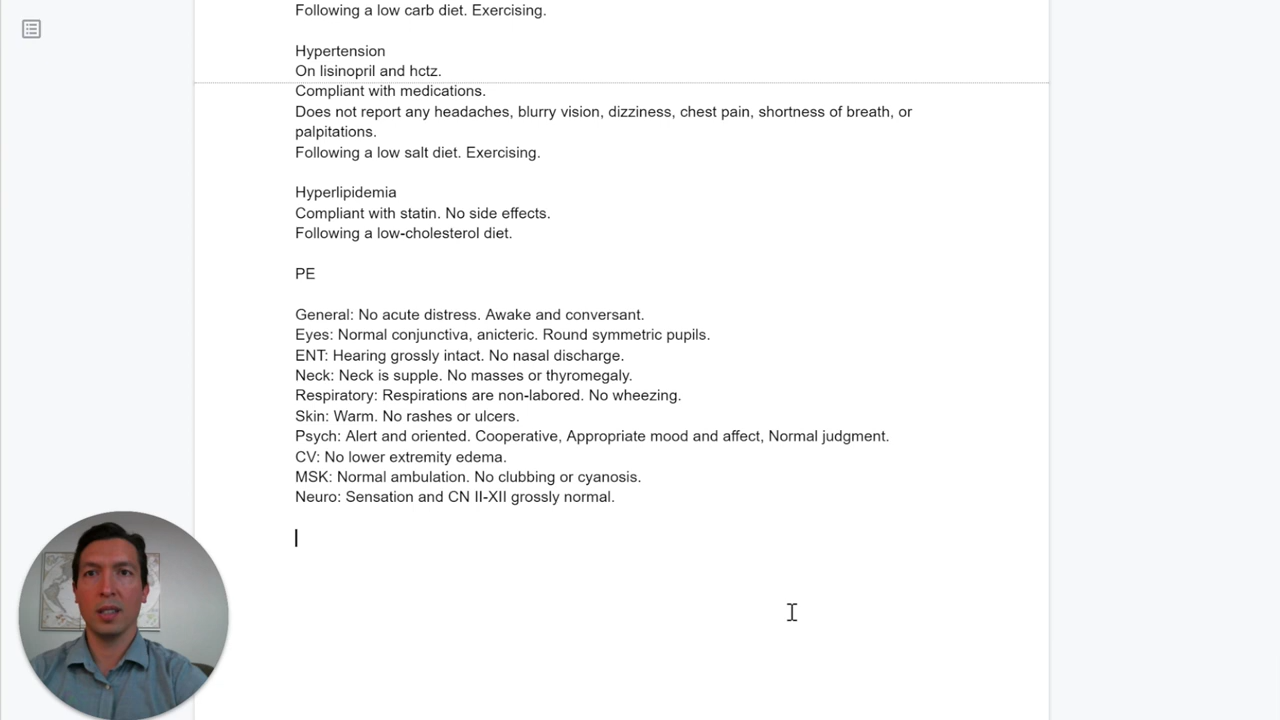 Following a low carb diet. Exercising.
Hypertension
On lisinopril and hctz.
Compliant with medications.
Does not report any headaches, blurry vision, dizziness, chest pain, shortness of breath, or
palpitations.
Following a low salt diet. Exercising.
Hyperlipidemia
Compliant with statin. No side effects.
Following a low-cholesterol diet.
PE
General: No acute distress. Awake and conversant.
Eyes: Normal conjunctiva, anicteric. Round symmetric pupils.
ENT: Hearing grossly intact. No nasal discharge.
Neck: Neck is supple. No masses or thyromegaly.
Respiratory: Respirations are non-labored. No wheezing.
Skin: Warm. No rashes or ulcers.
Psych: Alert and oriented. Cooperative, Appropriate mood and affect, Normal judgment.
CV: No lower extremity edema.
MSK: Normal ambulation. No clubbing or cyanosis.
Neuro: Sensation and CN II-XII grossly normal.